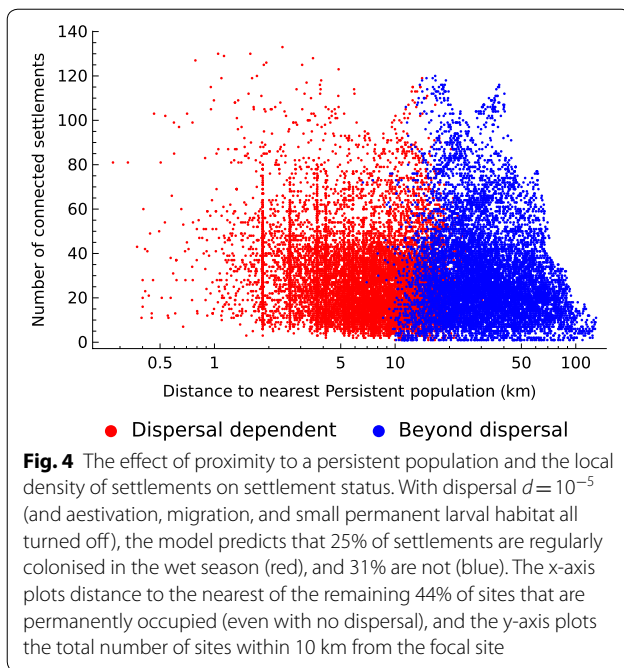 140
120
100
80
60
40
20
0
Number of connected settlements
0.5 1 5 10 50 100
Distance to nearest Persistent population (km)
Dispersal dependent Beyond dispersal
Fig. 4 The effect of proximity to a persistent population and the local
density of settlements on settlement status. With dispersal d = 10⁻⁵
(and aestivation, migration, and small permanent larval habitat all
turned off), the model predicts that 25% of settlements are regularly
colonised in the wet season (red), and 31% are not (blue). The x-axis
plots distance to the nearest of the remaining 44% of sites that are
permanently occupied (even with no dispersal), and the y-axis plots
the total number of sites within 10 km from the focal site